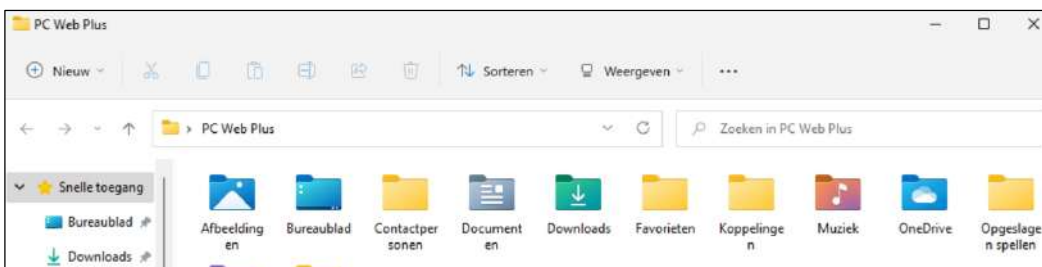 PC Web Plus
Nieuw Sorteren Weergeven ...
PC Web Plus Zoeken in PC Web Plus
Snelle toegang
Bureaublad
Downloads
Afbeelding
en
Bureaublad
Contactper
sonen
Document
en
Downloads
Favorieten
Koppelinge
n
Muziek
OneDrive
Opgeslage
n spellen